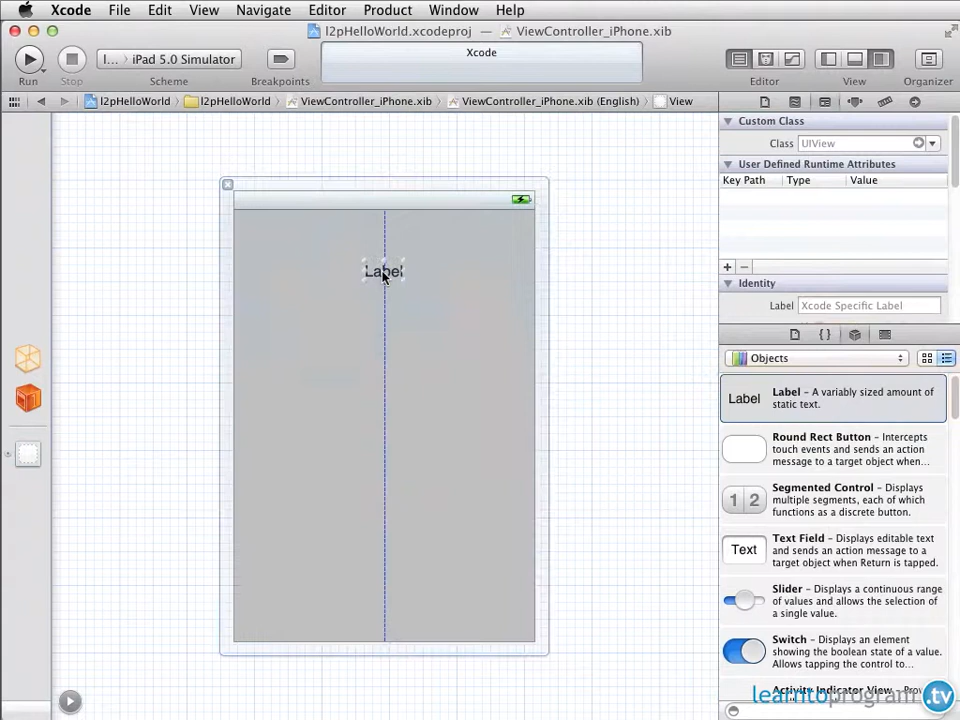 Xcode File Edit View Navigate Editor Product Window Help
l2pHelloWorld.xcodeproj — ViewController_iPhone.xib
Run Stop I... iPad 5.0 Simulator Scheme Breakpoints Xcode Editor View Organizer
l2pHelloWorld l2pHelloWorld ViewController_iPhone.xib ViewController_iPhone.xib (English) View
Custom Class
Class UIView
User Defined Runtime Attributes
Key Path Type Value
Identity
Label Xcode Specific Label
Label
Objects
Label Label – A variably sized amount of
static text.
Round Rect Button – Intercepts
touch events and sends an action
message to a target object when...
1 2 Segmented Control – Displays
multiple segments, each of which
functions as a discrete button.
Text Text Field – Displays editable text
and sends an action message to a
target object when Return is tapped.
Slider – Displays a continuous range
of values and allows the selection of
a single value.
Switch – Displays an element
showing the boolean state of a value.
Allows tapping the control to...
Activity Indicator View – Prov
learntoprogram.tv